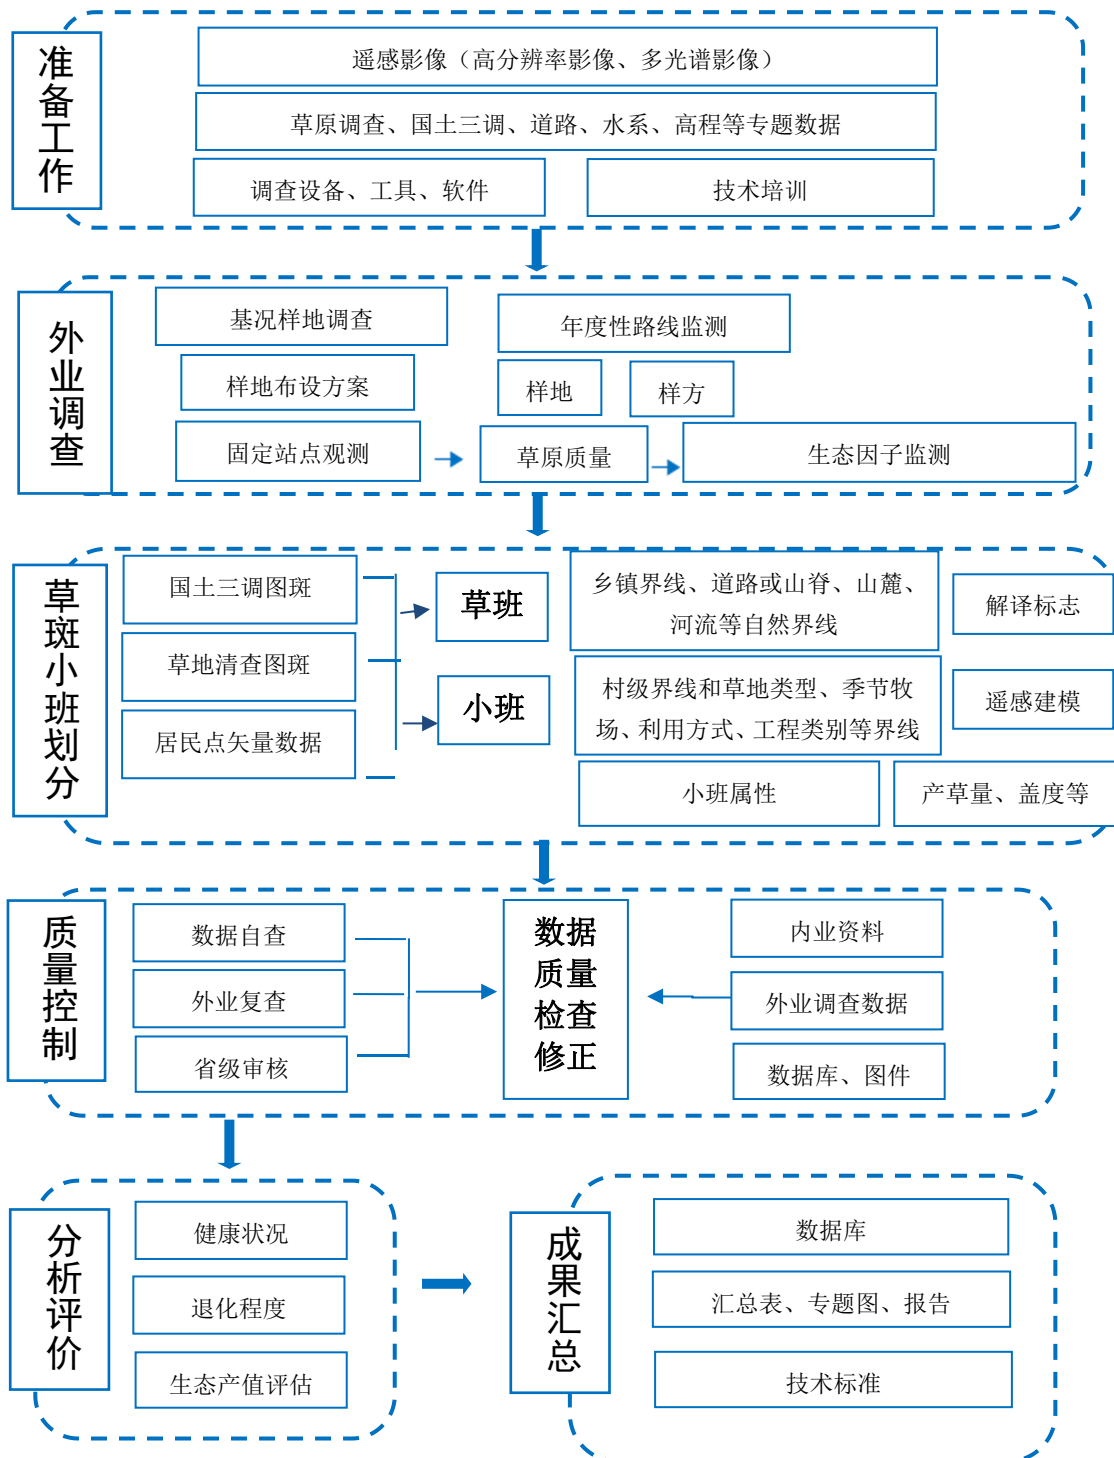 准备工作
遥感影像（高分辨率影像、多光谱影像）
草原调查、国土三调、道路、水系、高程等专题数据
调查设备、工具、软件
技术培训
外业调查
基况样地调查
年度性路线监测
样地布设方案
样地
样方
固定站点观测
草原质量
生态因子监测
草斑小班划分
国土三调图斑
草地清查图斑
居民点矢量数据
草班
小班
乡镇界线、道路或山脊、山麓、
河流等自然界线
解译标志
村级界线和草地类型、季节牧
场、利用方式、工程类别等界线
遥感建模
小班属性
产草量、盖度等
质量控制
数据自查
外业复查
省级审核
数据
质量
检查
修正
内业资料
外业调查数据
数据库、图件
分析评价
健康状况
退化程度
生态产值评估
成果汇总
数据库
汇总表、专题图、报告
技术标准